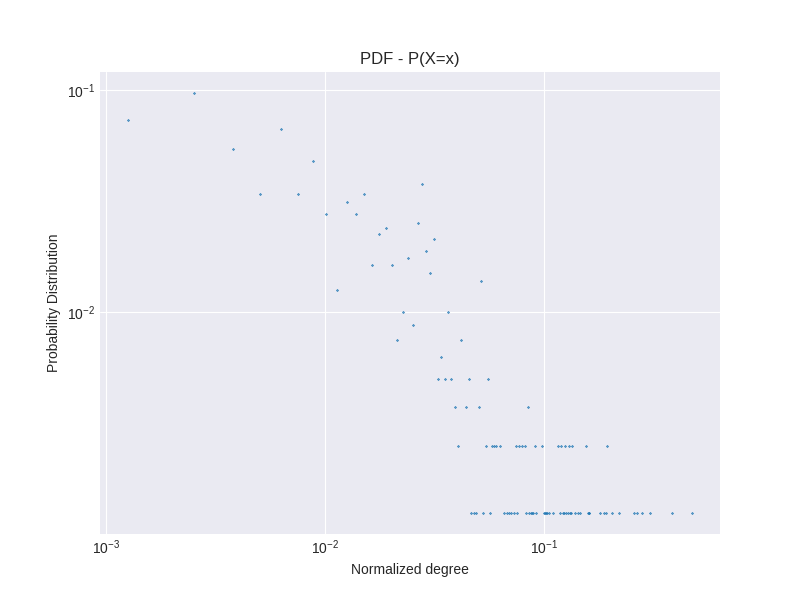 PDF - P(X=x)
10⁻¹
10⁻²
Probability Distribution
10⁻³
10⁻²
10⁻¹
Normalized degree